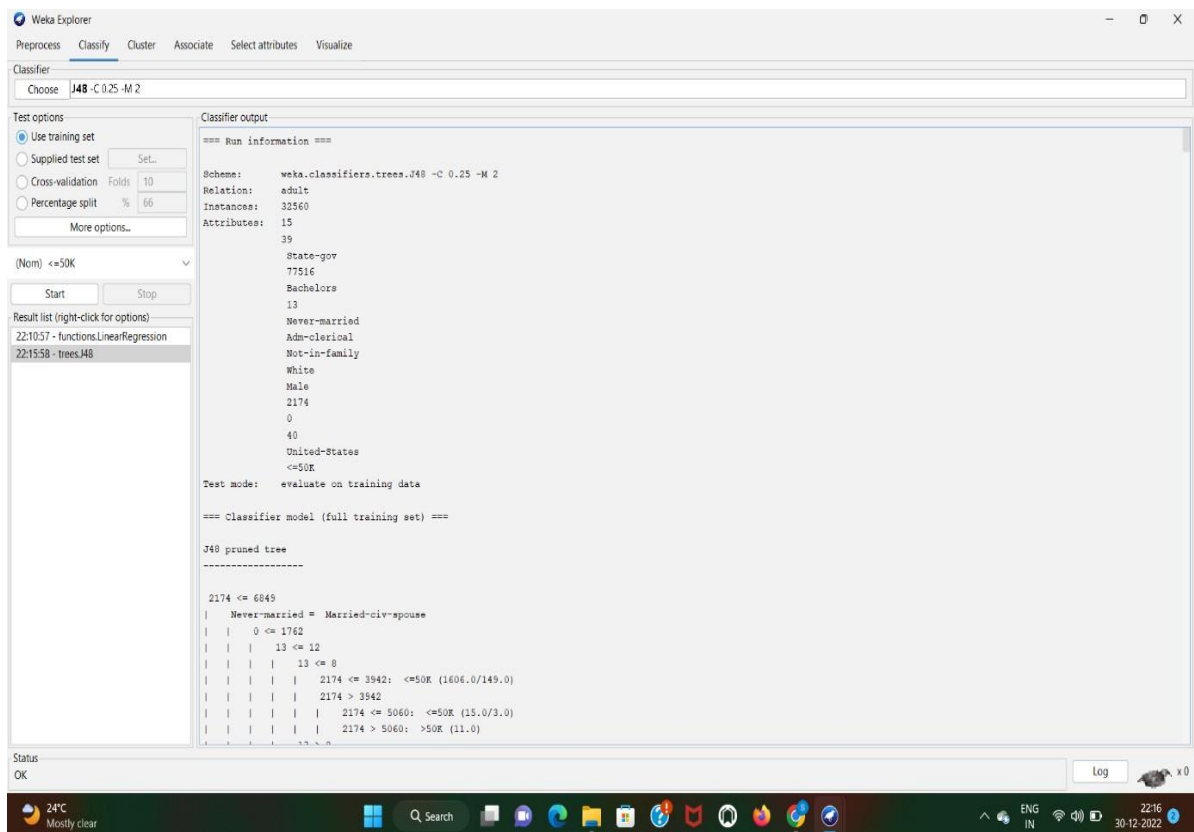 Weka Explorer
Preprocess Classify Cluster Associate Select attributes Visualize
Classifier
Choose J48 -C 0.25 -M 2
Test options
Use training set
Supplied test set Set...
Cross-validation Folds 10
Percentage split % 66
More options...
(Nom) <=50K
Start Stop
Result list (right-click for options)
22:10:57 - functions.LinearRegression
22:15:58 - trees.J48
Classifier output
=== Run information ===
Scheme: weka.classifiers.trees.J48 -C 0.25 -M 2
Relation: adult
Instances: 32560
Attributes: 15
39
State-gov
77516
Bachelors
13
Never-married
Adm-clerical
Not-in-family
White
Male
2174
0
40
United-States
<=50K
Test mode: evaluate on training data
=== Classifier model (full training set) ===
J48 pruned tree
------------------
2174 <= 6849
| Never-married = Married-civ-spouse
| | 0 <= 1762
| | | 13 <= 12
| | | | 13 <= 8
| | | | | 2174 <= 3942: <=50K (1606.0/149.0)
| | | | | 2174 > 3942
| | | | | | 2174 <= 5060: <=50K (15.0/3.0)
| | | | | | 2174 > 5060: >50K (11.0)
| | | | 13 > 8
Status
OK
Log x 0
24°C
Mostly clear
Search
ENG
IN
22:16
30-12-2022
2